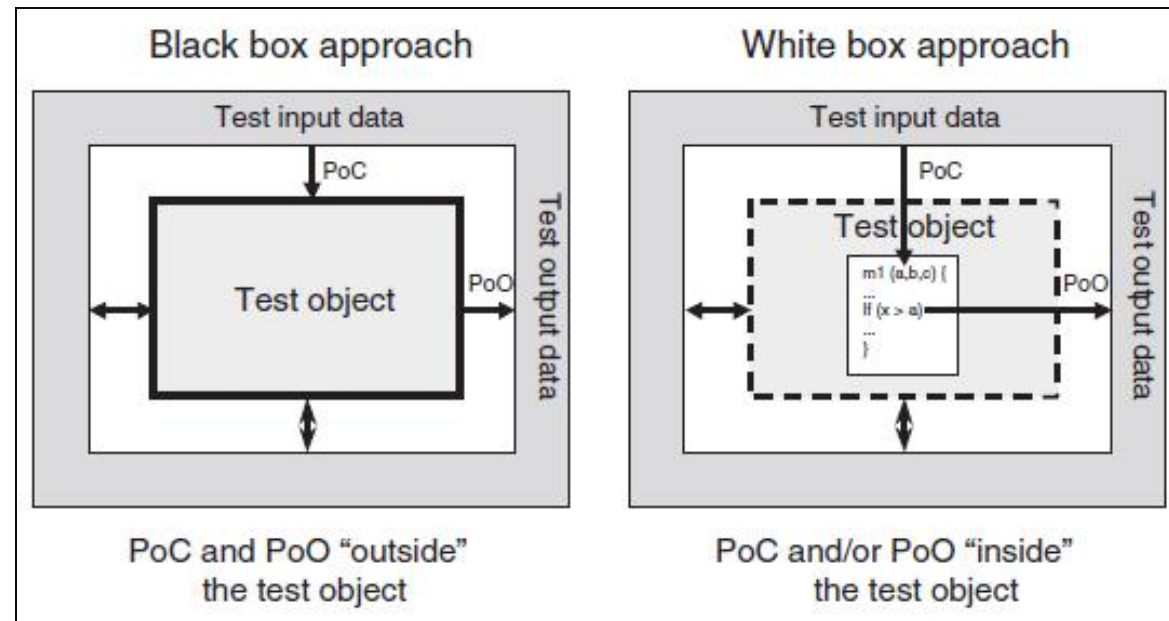 Black box approach
Test input data
PoC
Test object
PoO
Test output data
PoC and PoO “outside”
the test object
White box approach
Test input data
PoC
Test object
m1 (a,b,c) {
...
If (x > a)
...
}
PoO
Test output data
PoC and/or PoO “inside”
the test object